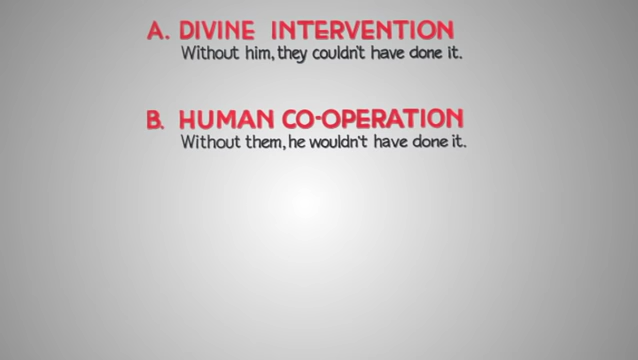 A. DIVINE INTERVENTION
Without him, they couldn't have done it.
B. HUMAN CO-OPERATION
Without them, he wouldn't have done it.